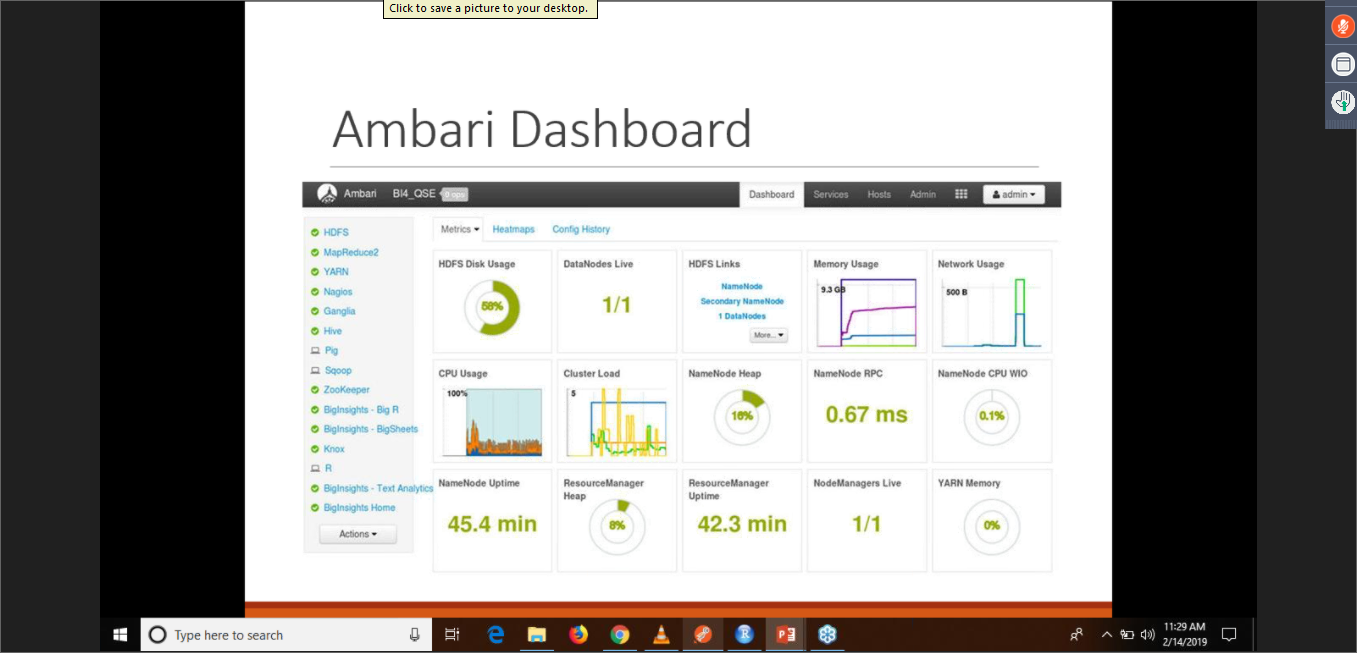 Click to save a picture to your desktop.
Ambari Dashboard
Ambari BI4_QSE 0 ops Dashboard Services Hosts Admin admin
HDFS
MapReduce2
YARN
Nagios
Ganglia
Hive
Pig
Sqoop
ZooKeeper
BigInsights - Big R
BigInsights - BigSheets
Knox
R
BigInsights - Text Analytics
BigInsights Home
Actions
Metrics Heatmaps Config History
HDFS Disk Usage
58%
DataNodes Live
1/1
HDFS Links
NameNode
Secondary NameNode
1 DataNodes
More...
Memory Usage
9.3 GB
Network Usage
500 B
CPU Usage
100%
Cluster Load
5
NameNode Heap
16%
NameNode RPC
0.67 ms
NameNode CPU WIO
0.1%
NameNode Uptime
45.4 min
ResourceManager
Heap
8%
ResourceManager
Uptime
42.3 min
NodeManagers Live
1/1
YARN Memory
0%
Type here to search
11:29 AM
2/14/2019